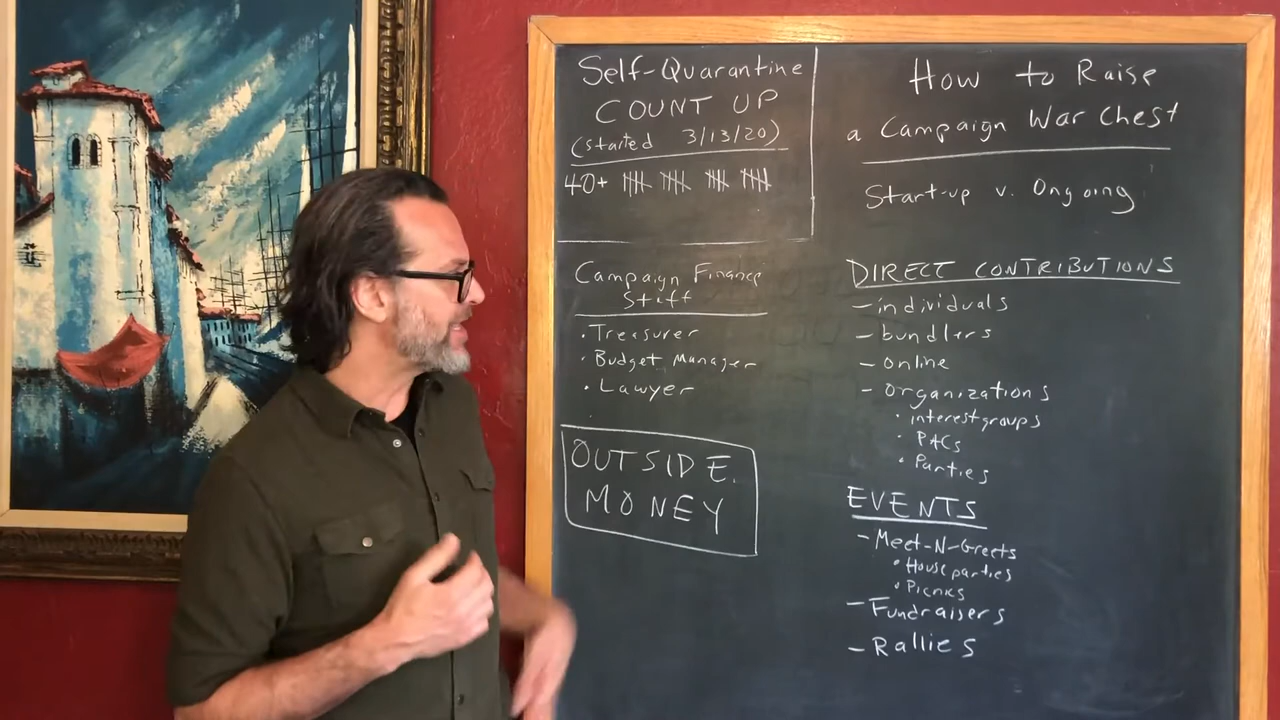 Self-Quarantine
COUNT UP
(started 3/13/20)
40+
Campaign Finance
Staff
• Treasurer
• Budget Manager
• Lawyer
OUTSIDE
MONEY
How to Raise
a Campaign War Chest
Start-up v. Ongoing
DIRECT CONTRIBUTIONS
- individuals
- bundlers
- online
- organizations
• interest groups
• PACs
• Parties
EVENTS
- Meet-N-Greets
• House parties
• Picnics
- Fundraisers
- Rallies